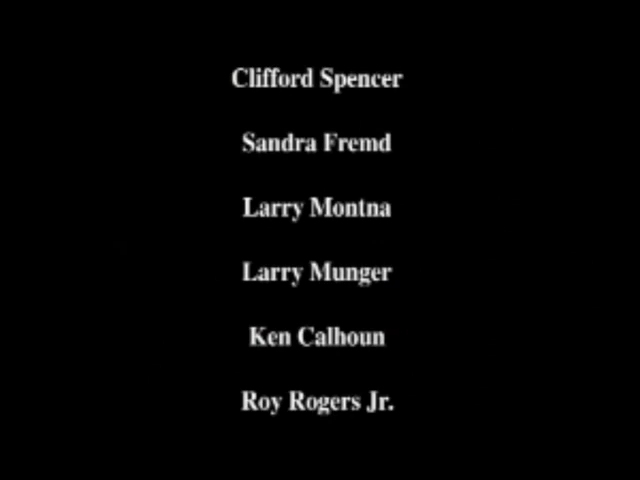 Clifford Spencer
Sandra Fremd
Larry Montna
Larry Munger
Ken Calhoun
Roy Rogers Jr.